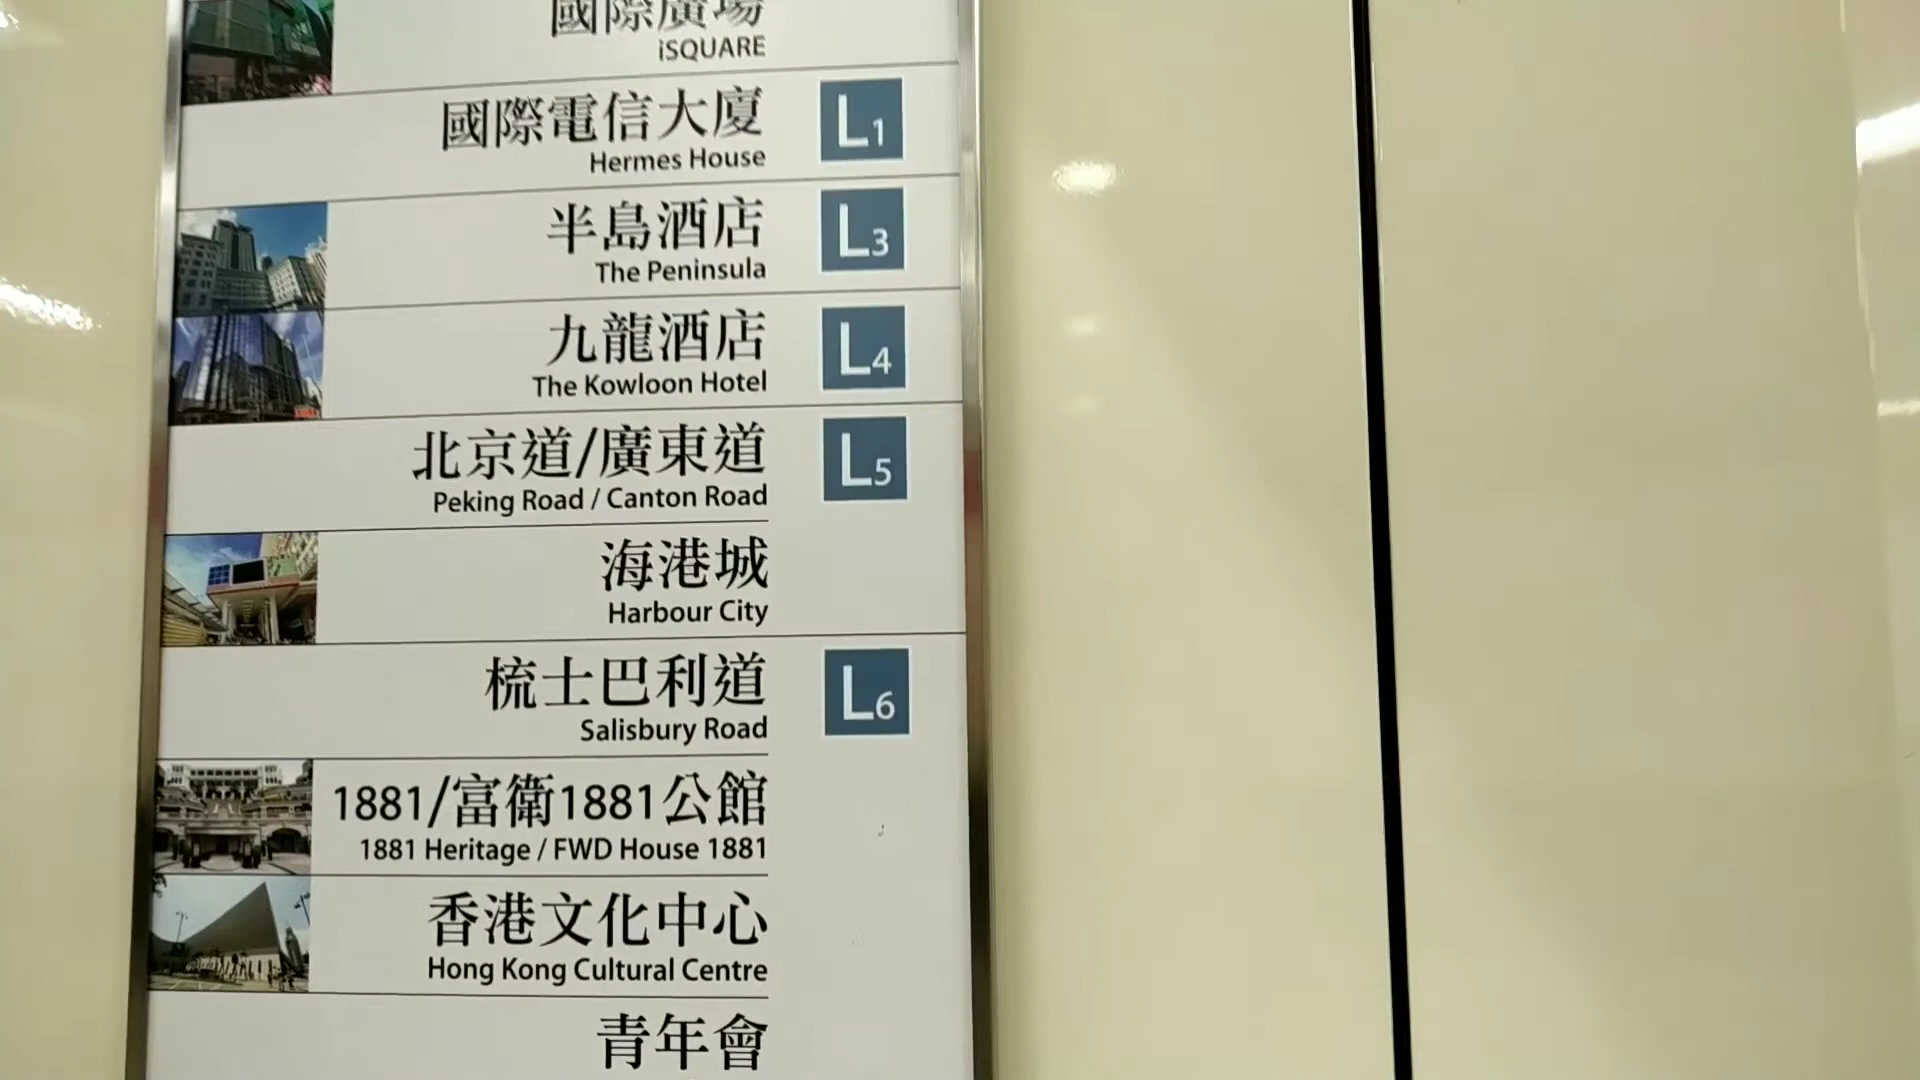 國際廣場
iSQUARE
國際電信大廈
Hermes House
L1
半島酒店
The Peninsula
L3
九龍酒店
The Kowloon Hotel
L4
北京道/廣東道
Peking Road / Canton Road
L5
海港城
Harbour City
梳士巴利道
Salisbury Road
L6
1881/富衛1881公館
1881 Heritage / FWD House 1881
香港文化中心
Hong Kong Cultural Centre
青年會